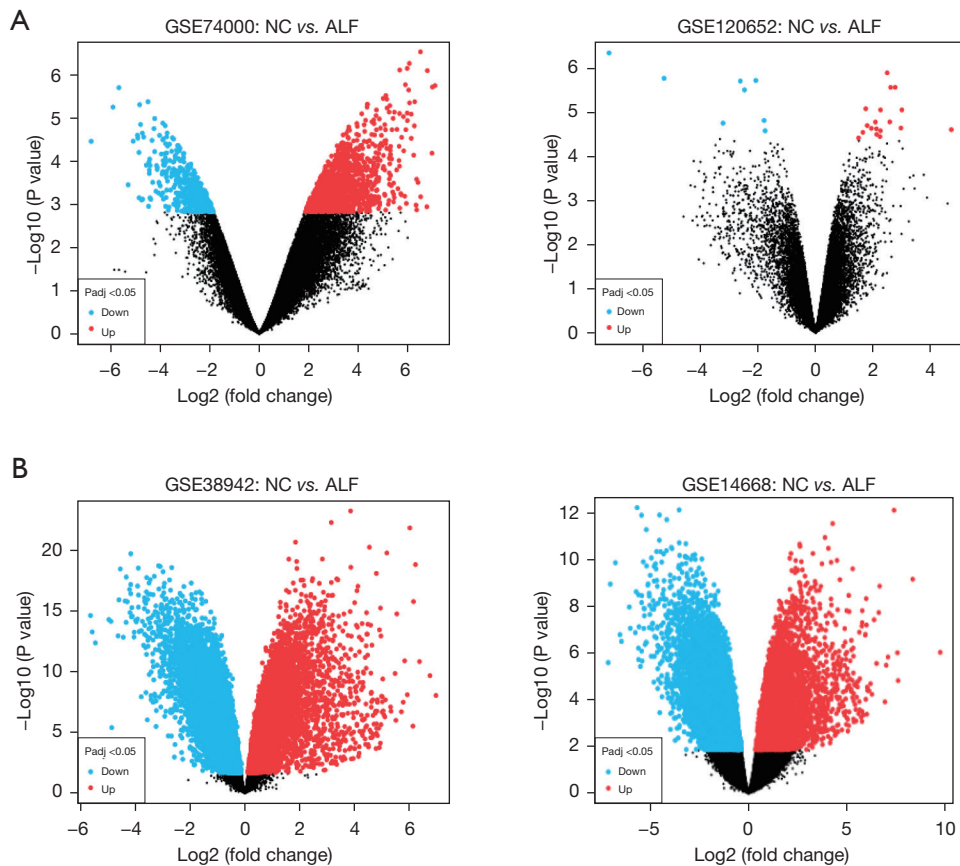 A
GSE74000: NC vs. ALF
–Log10 (P value)
6
5
4
3
2
1
0
Padj <0.05
Down
Up
–6 –4 –2 0 2 4 6
Log2 (fold change)
GSE120652: NC vs. ALF
–Log10 (P value)
6
5
4
3
2
1
0
Padj <0.05
Down
Up
–6 –4 –2 0 2 4
Log2 (fold change)
B
GSE38942: NC vs. ALF
–Log10 (P value)
20
15
10
5
0
Padj <0.05
Down
Up
–6 –4 –2 0 2 4 6
Log2 (fold change)
GSE14668: NC vs. ALF
–Log10 (P value)
12
10
8
6
4
2
0
Padj <0.05
Down
Up
–5 0 5 10
Log2 (fold change)